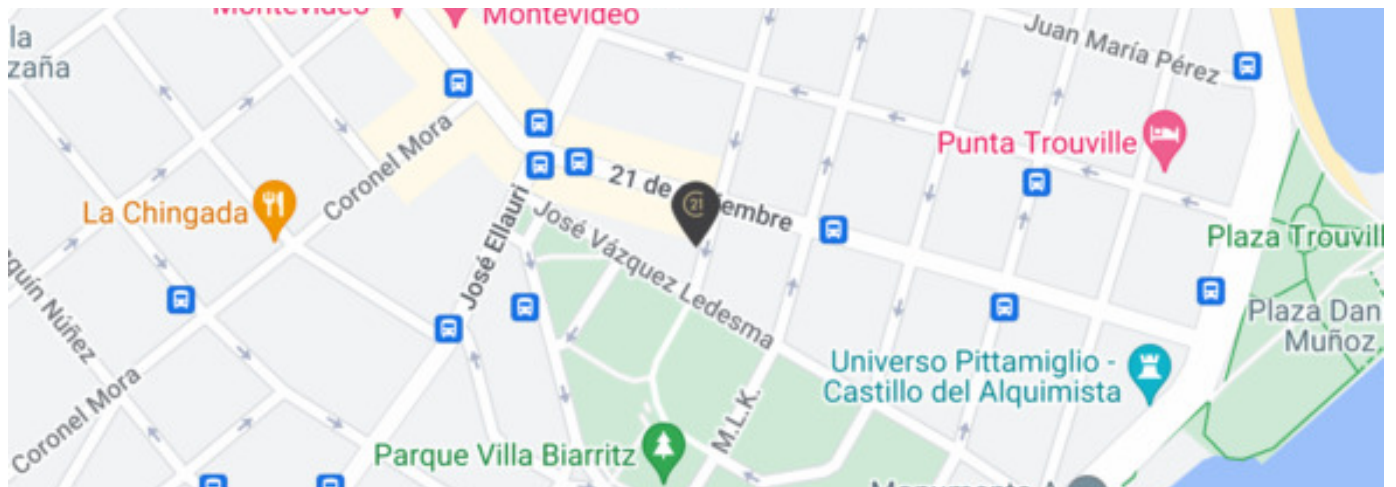 Montevideo
Montevideo
la
zaña
Juan María Pérez
Coronel Mora
Punta Trouville
21 de
iembre
21
La Chingada
José Ellauri
José Vázquez Ledesma
Plaza Trouvill
quín Núñez
Plaza Dan
Muñoz
Universo Pittamiglio -
Castillo del Alquimista
Coronel Mora
M.L.K.
Parque Villa Biarritz
Monumento A